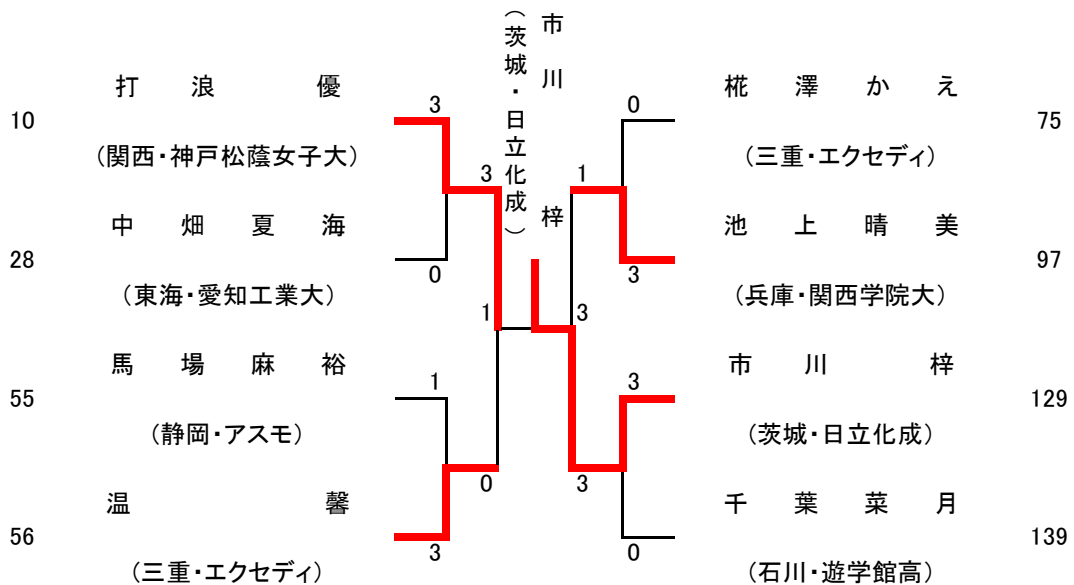 市川 梓
(茨城・日立化成)
打浪 優
10
3
(関西・神戸松蔭女子大)
3
中畑夏海
28
0
(東海・愛知工業大)
1
馬場麻裕
55
1
(静岡・アスモ)
0
温 馨
56
3
(三重・エクセディ)
椛澤かえ
0
75
(三重・エクセディ)
1
池上晴美
97
3
(兵庫・関西学院大)
3
市川 梓
3
129
(茨城・日立化成)
3
千葉菜月
139
0
(石川・遊学館高)